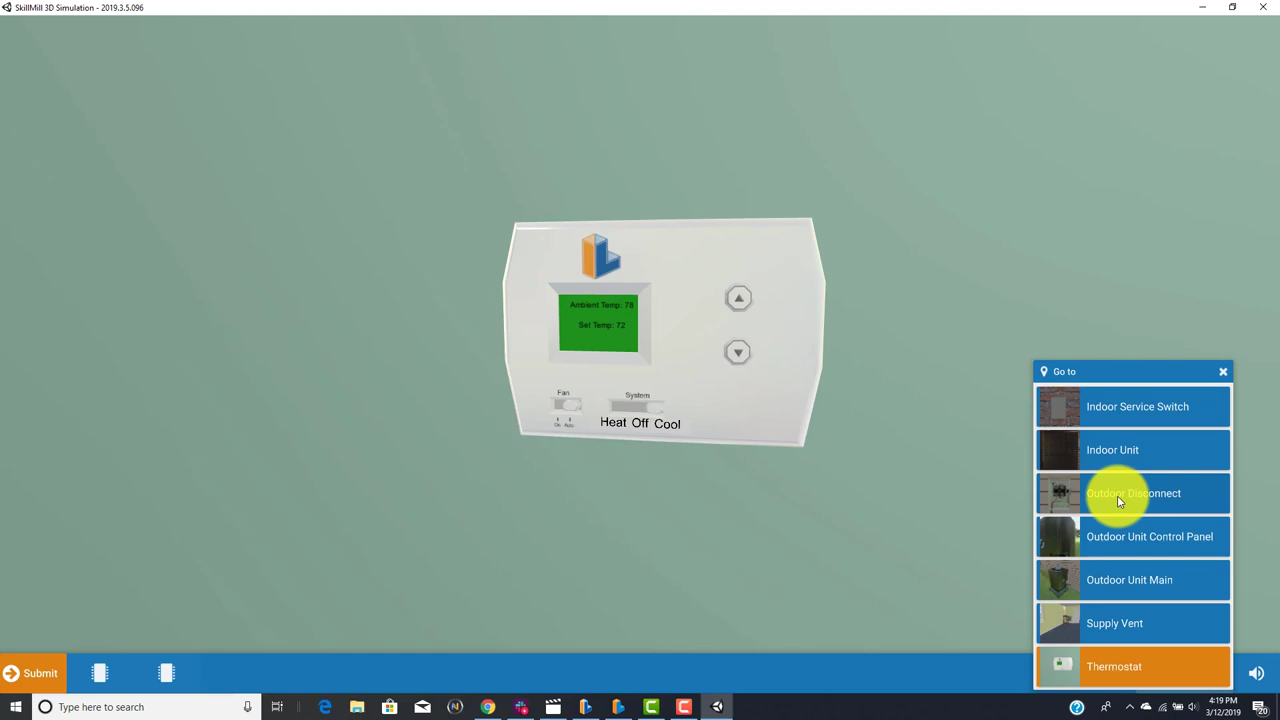 SkillMill 3D Simulation - 2019.3.5.096
Ambient Temp: 78
Set Temp: 72
Fan
System
On Auto
Heat Off Cool
Go to
Indoor Service Switch
Indoor Unit
Outdoor Disconnect
Outdoor Unit Control Panel
Outdoor Unit Main
Supply Vent
Thermostat
Submit
Type here to search
4:19 PM
3/12/2019
20